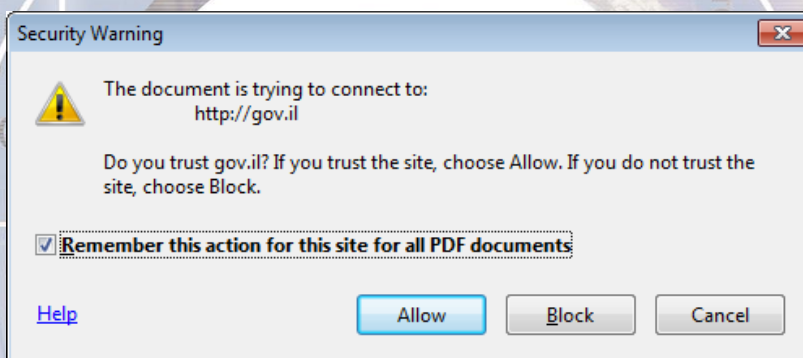 Security Warning
The document is trying to connect to:
http://gov.il
Do you trust gov.il? If you trust the site, choose Allow. If you do not trust the
site, choose Block.
Remember this action for this site for all PDF documents
Help
Allow
Block
Cancel